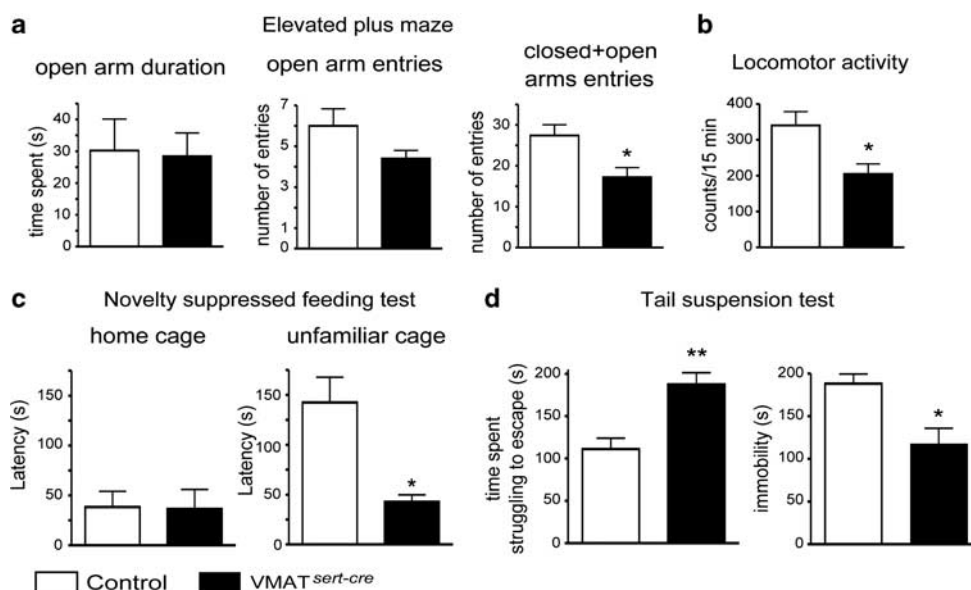 a
Elevated plus maze
open arm duration
time spent (s)
40
30
20
10
0
open arm entries
number of entries
7
6
4
2
0
closed+open
arms entries
number of entries
30
20
10
0
*
b
Locomotor activity
counts/15 min
400
300
200
100
0
*
c
Novelty suppressed feeding test
home cage
Latency (s)
150
100
50
0
unfamiliar cage
Latency (s)
150
100
50
0
*
d
Tail suspension test
time spent
struggling to escape (s)
200
150
100
50
0
**
immobility (s)
200
150
100
50
0
*
Control
VMAT sert-cre